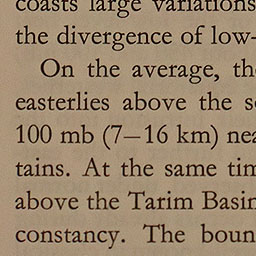 coasts large variations
the divergence of low-
On the average, th
easterlies above the s
100 mb (7—16 km) nea
tains. At the same tim
above the Tarim Basin
constancy. The boun